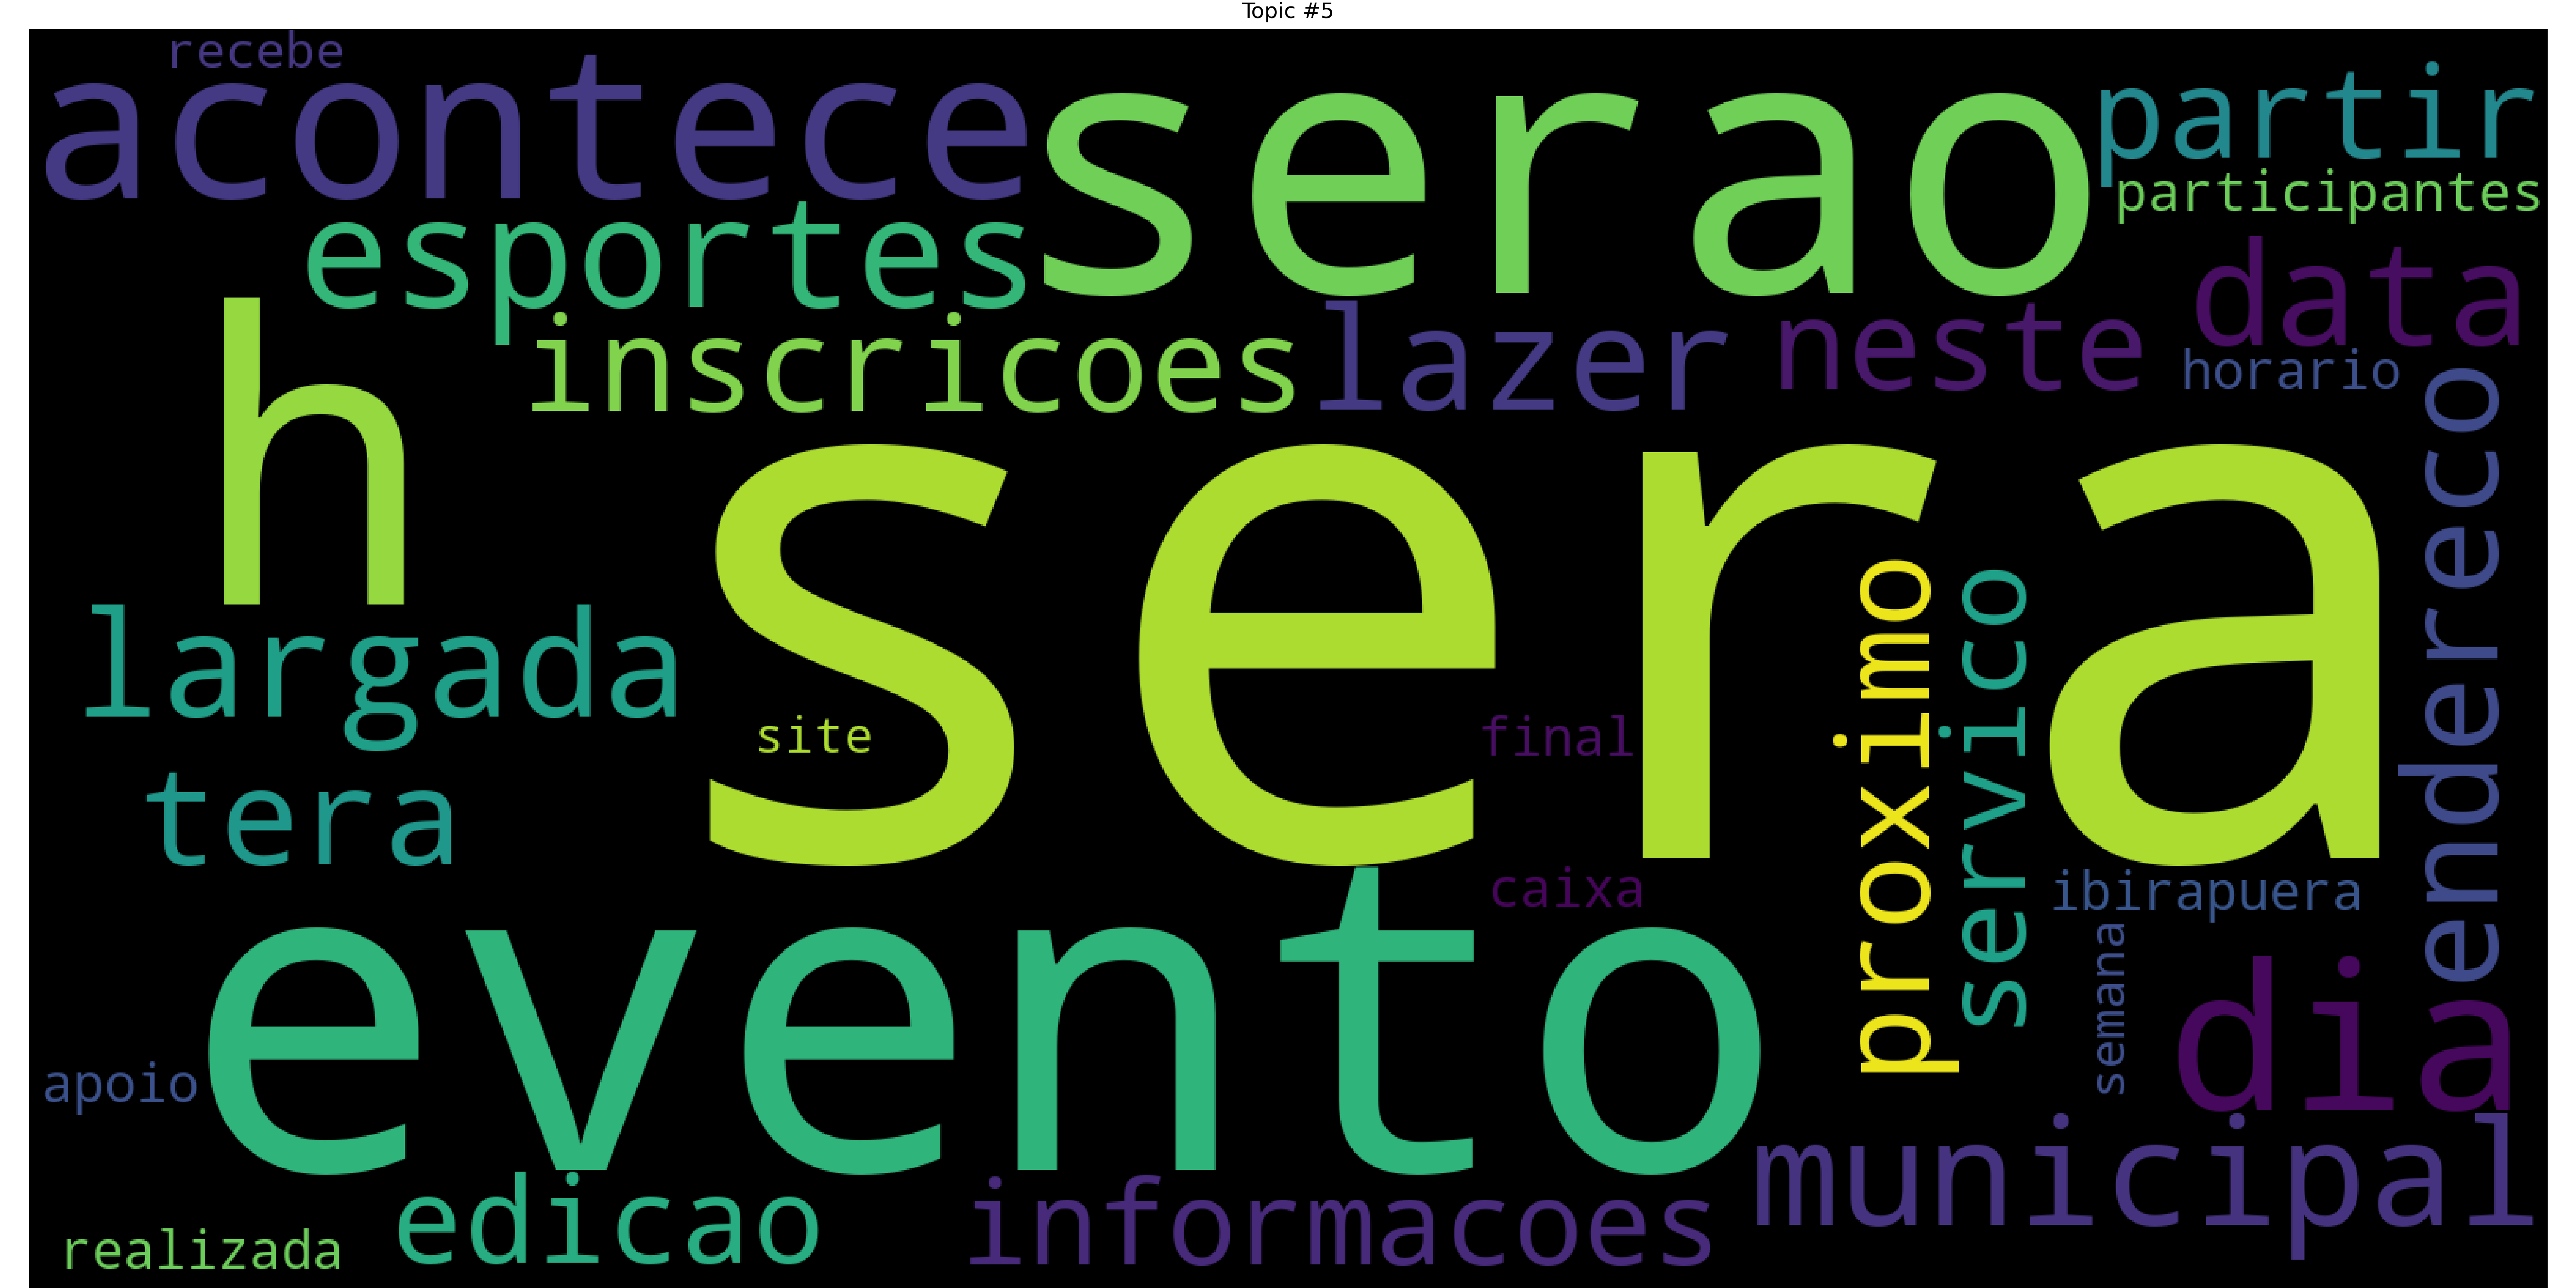 Topic #5
recebe
acontece
serao
partir
participantes
esportes
data
h
inscricoes
lazer
neste
horario
endereco
sera
largada
proximo
servico
site
final
tera
caixa
ibirapuera
evento
semana
dia
apoio
municipal
edicao
informacoes
realizada